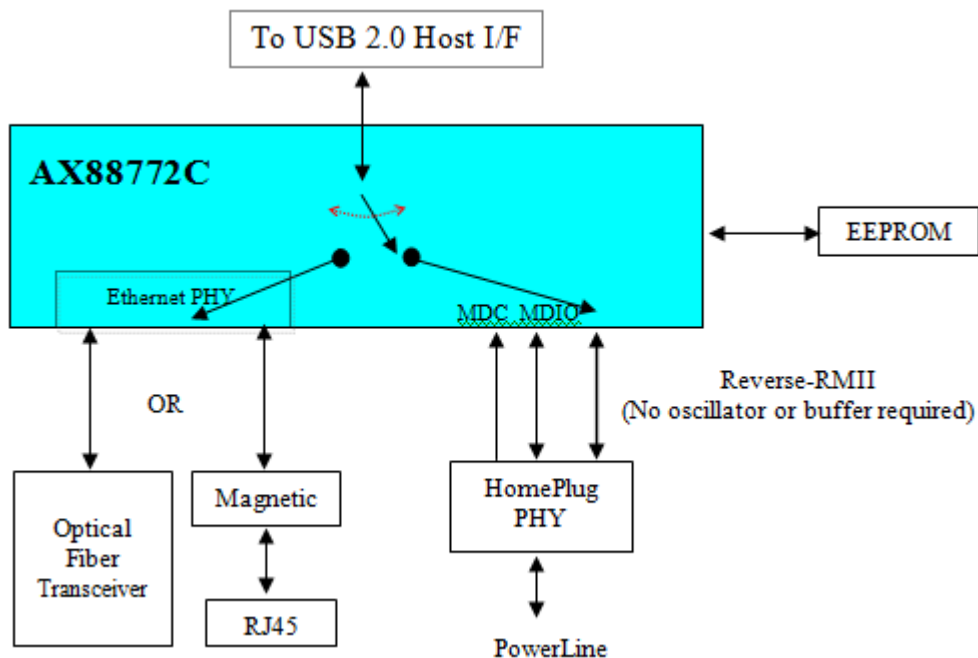 To USB 2.0 Host I/F
AX88772C
EEPROM
Ethernet PHY
MDC MDIO
OR
Reverse-RMII
(No oscillator or buffer required)
Optical
Fiber
Transceiver
Magnetic
HomePlug
PHY
RJ45
PowerLine